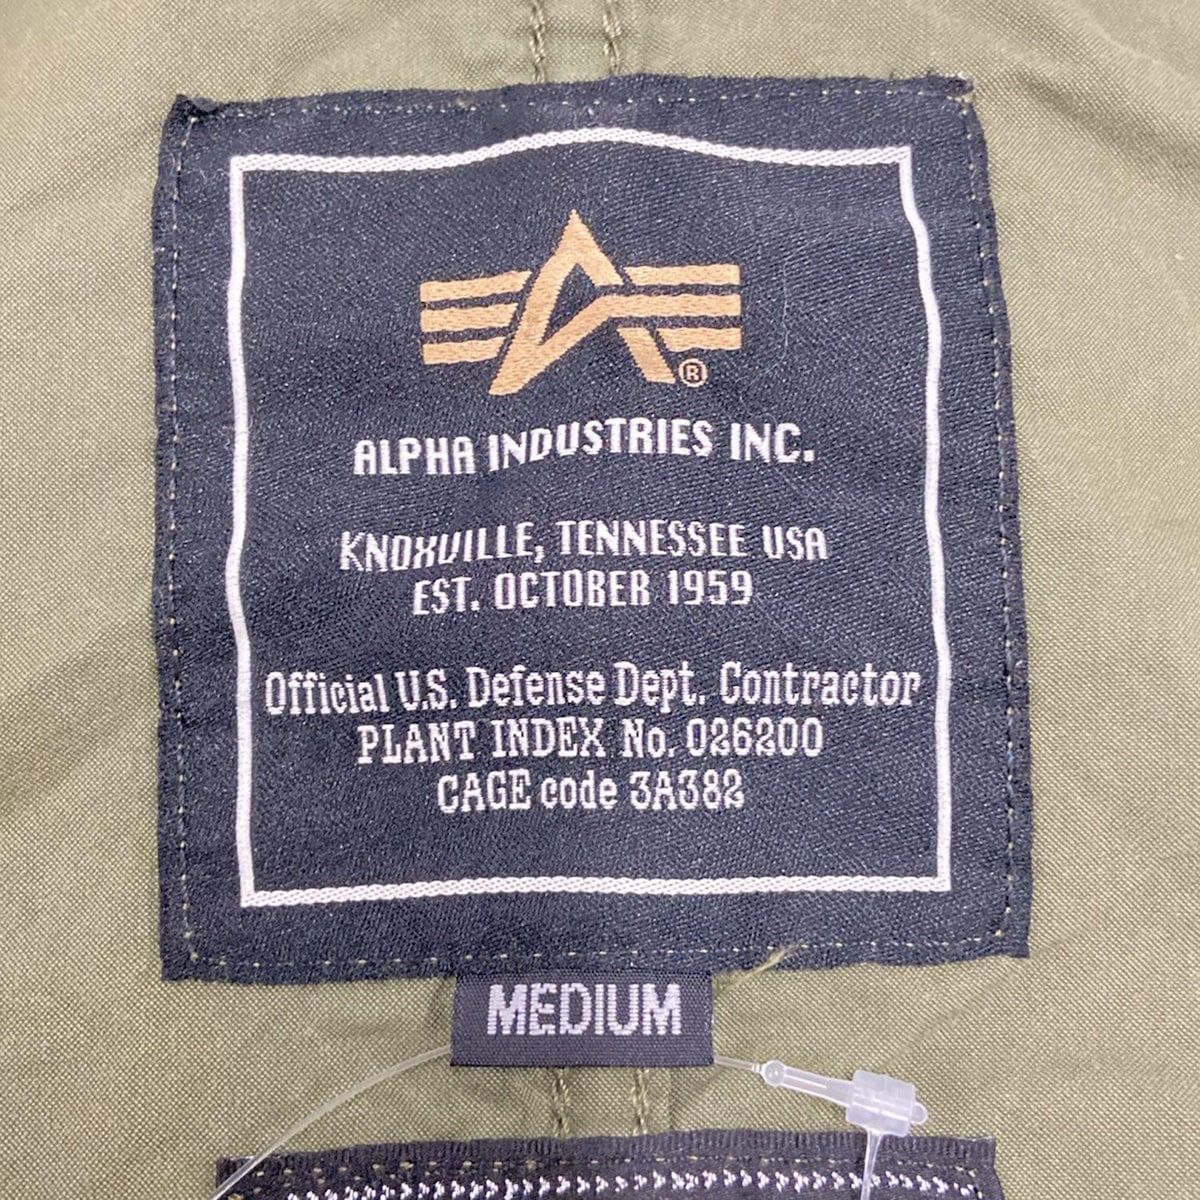 ®
ALPHA INDUSTRIES INC.
KNOXVILLE, TENNESSEE USA
EST. OCTOBER 1959
Official U.S. Defense Dept. Contractor
PLANT INDEX No. 026200
CAGE code 3A382
MEDIUM